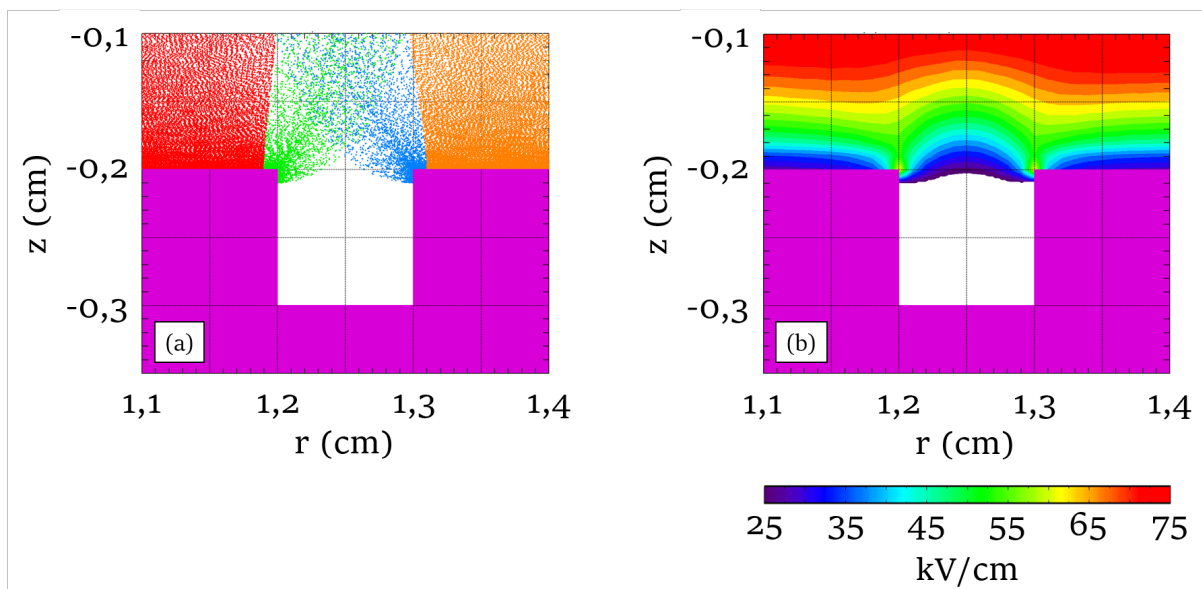 -0,1
-0,2
-0,3
z (cm)
(a)
1,1 1,2 1,3 1,4
r (cm)
-0,1
-0,2
-0,3
z (cm)
(b)
1,1 1,2 1,3 1,4
r (cm)
25 35 45 55 65 75
kV/cm